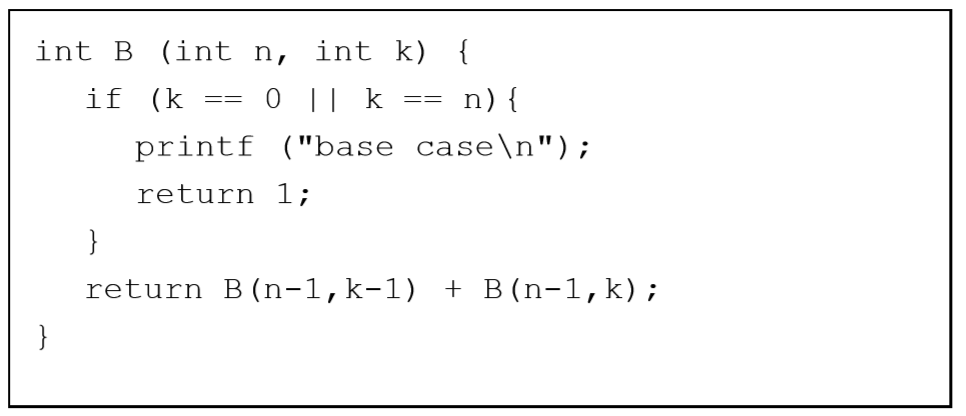 int B (int n, int k) {
if (k == 0 || k == n){
printf ("base case\n");
return 1;
}
return B(n-1,k-1) + B(n-1,k);
}